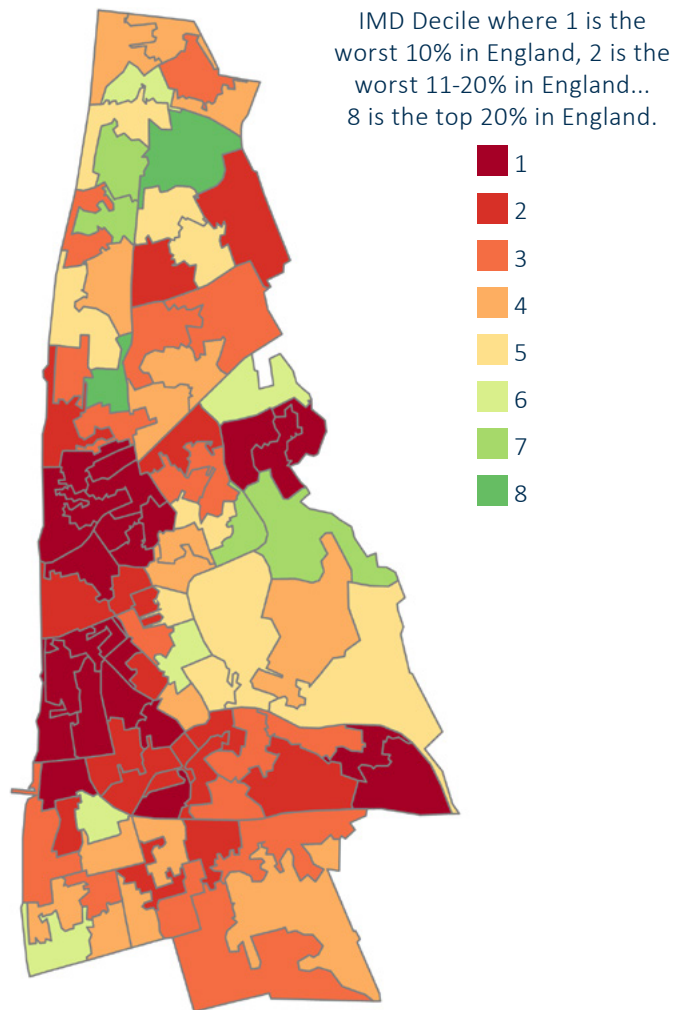 IMD Decile where 1 is the
worst 10% in England, 2 is the
worst 11-20% in England...
8 is the top 20% in England.
1
2
3
4
5
6
7
8